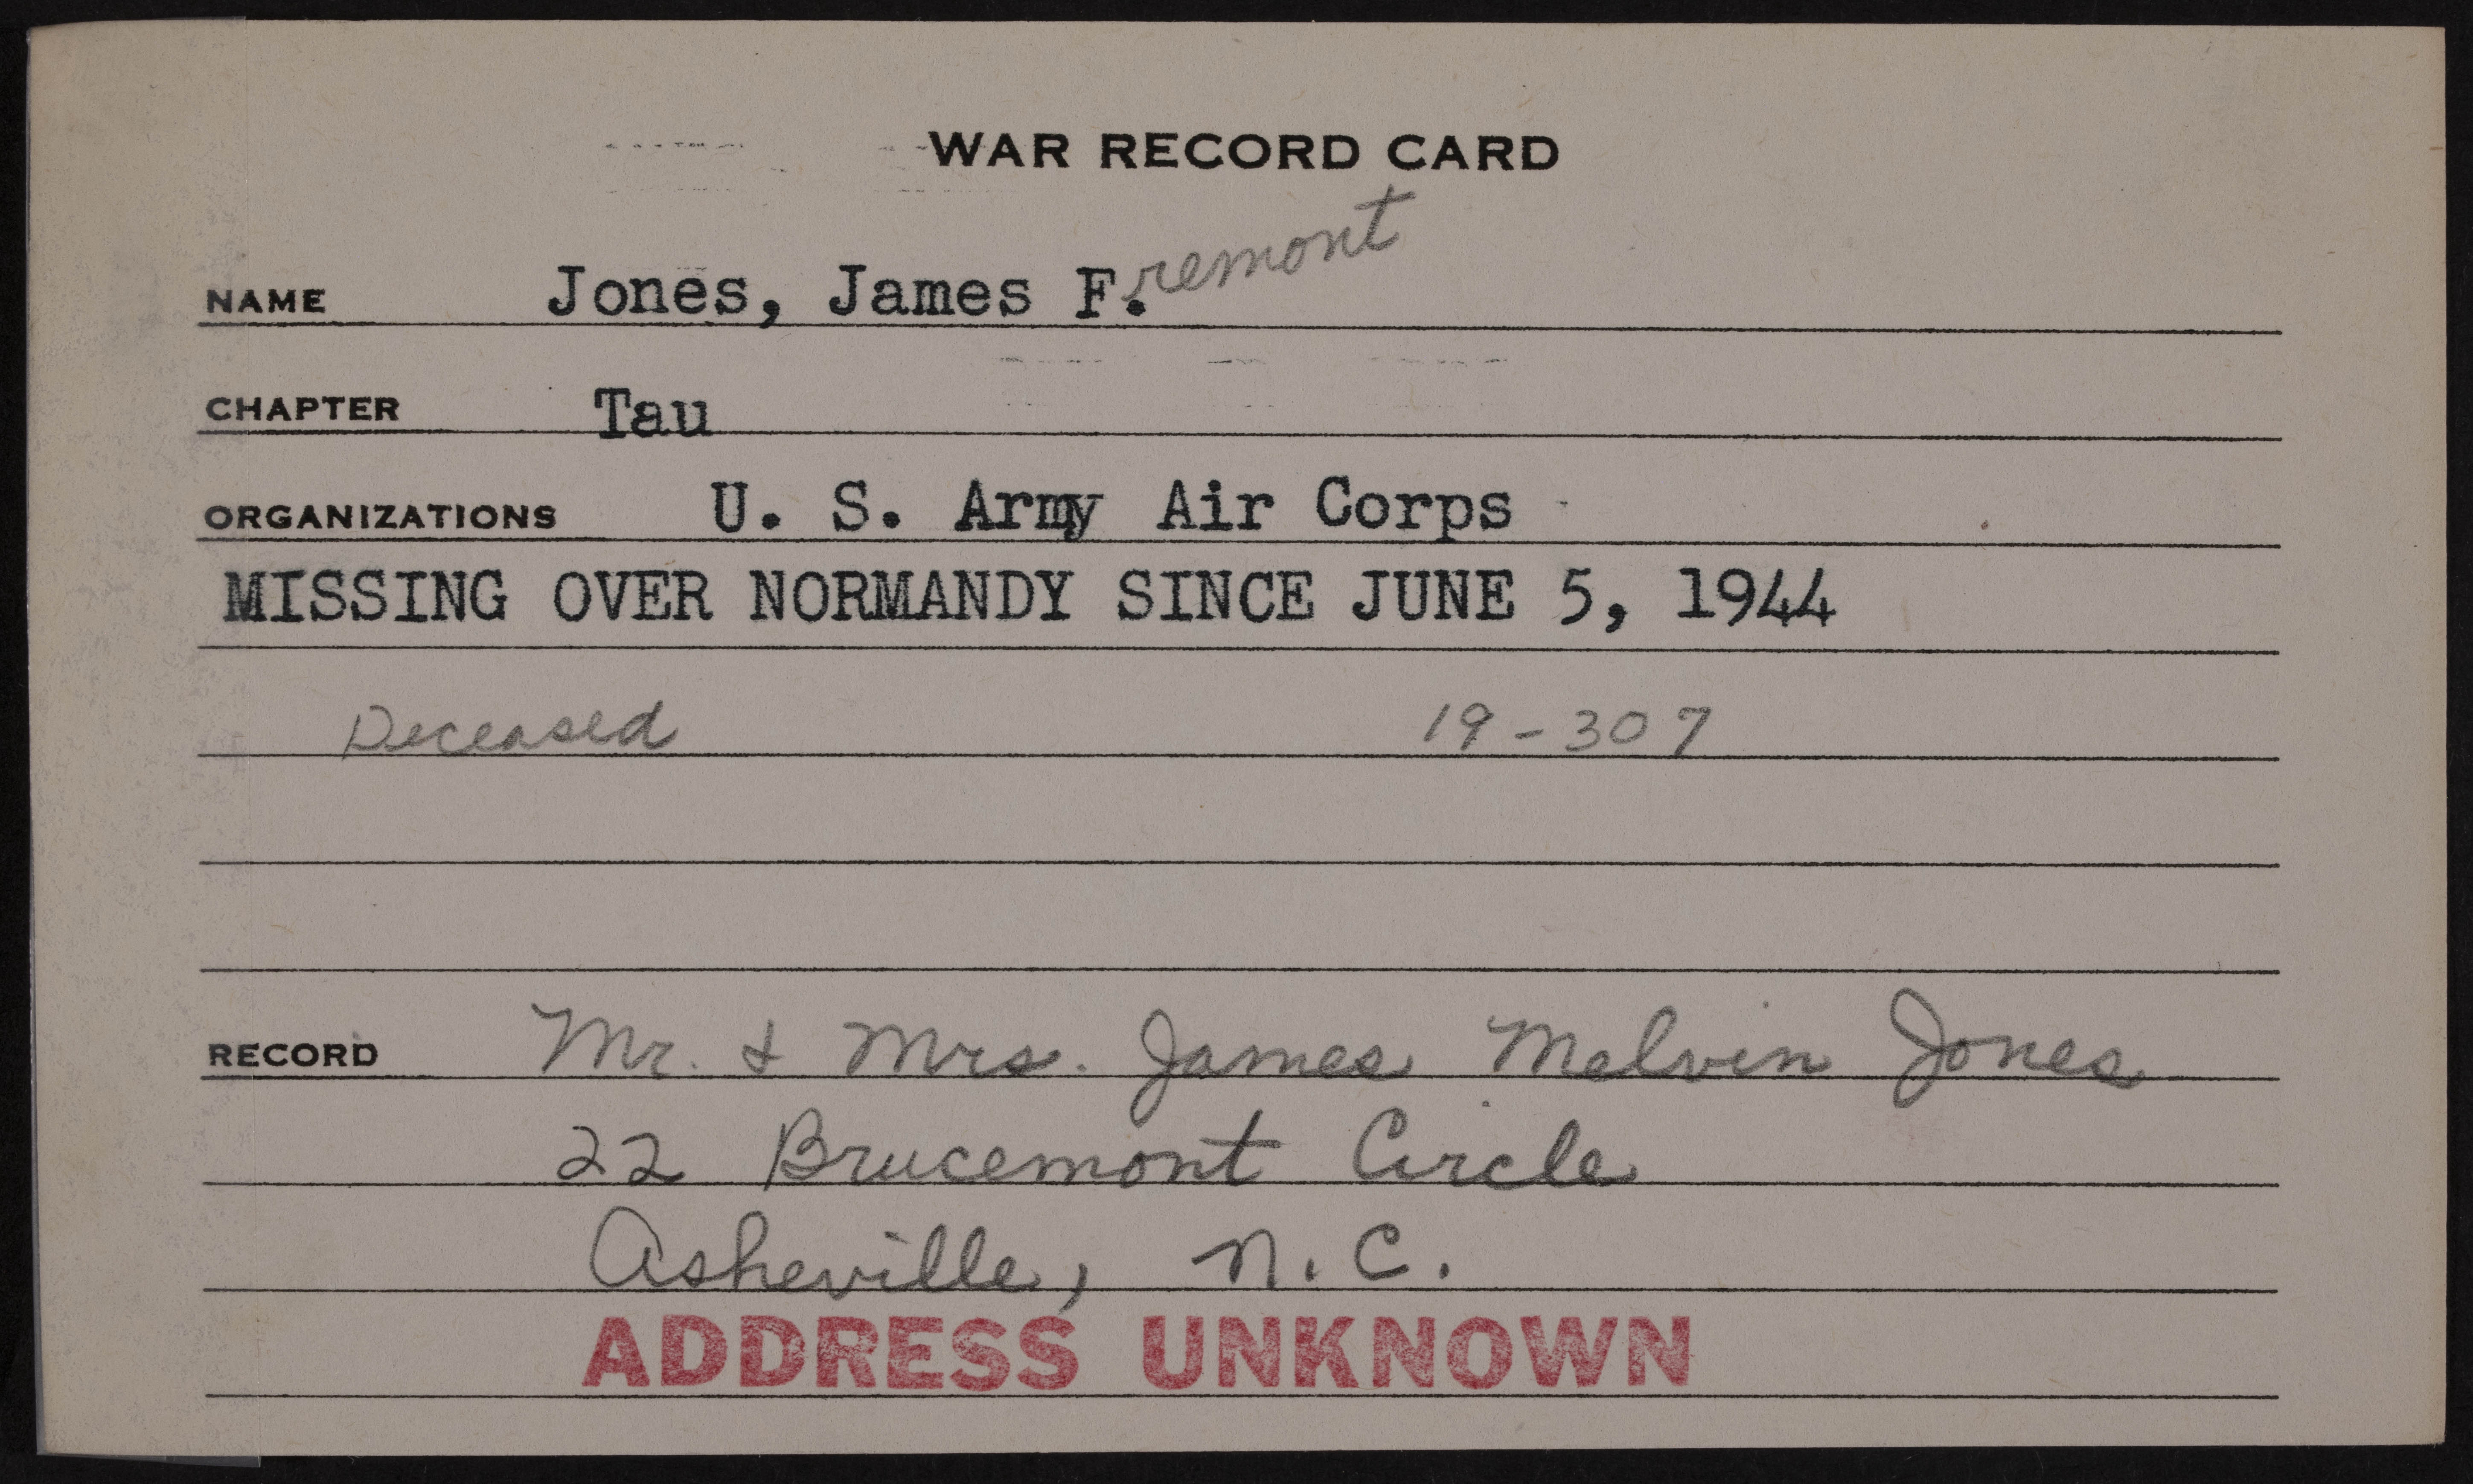 WAR RECORD CARD
NAME Jones, James F.remont
CHAPTER Tau
ORGANIZATIONS U. S. Army Air Corps
MISSING OVER NORMANDY SINCE JUNE 5, 1944
Deceased 19-307
RECORD Mr. & Mrs. James Melvin Jones
22 Brucemont Circle
Asheville, N.C.
ADDRESS UNKNOWN